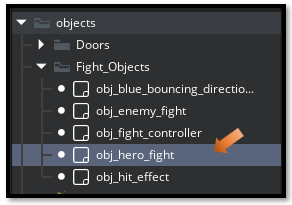 objects
Doors
Fight_Objects
obj_blue_bouncing_directio...
obj_enemy_fight
obj_fight_controller
obj_hero_fight
obj_hit_effect